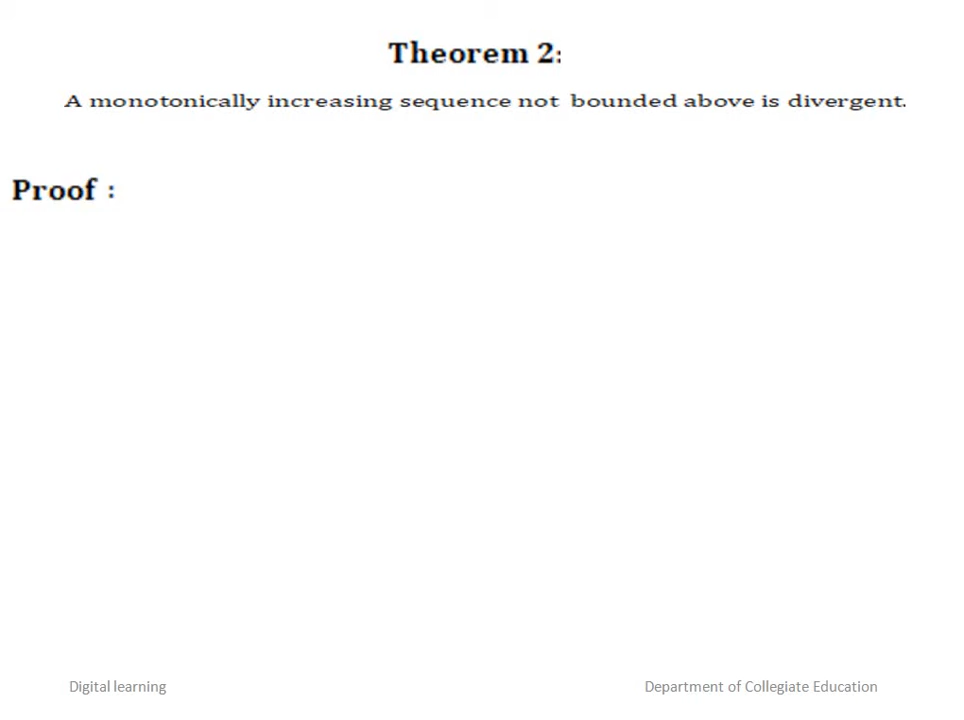 Theorem 2:
A monotonically increasing sequence not bounded above is divergent.
Proof :
Digital learning
Department of Collegiate Education